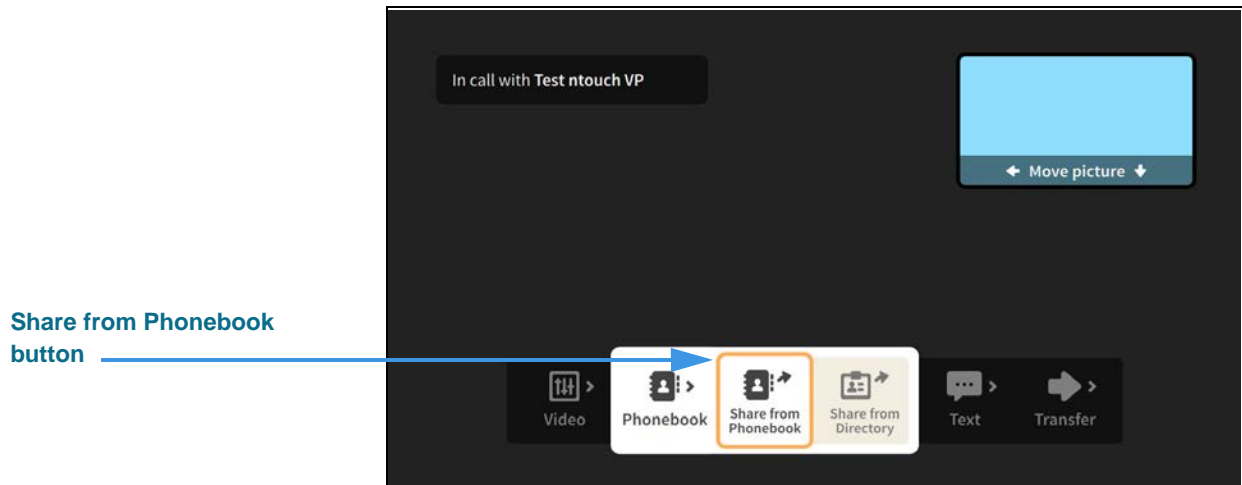 In call with Test ntouch VP
Move picture
Share from Phonebook
button
Video
Phonebook
Share from
Phonebook
Share from
Directory
Text
Transfer